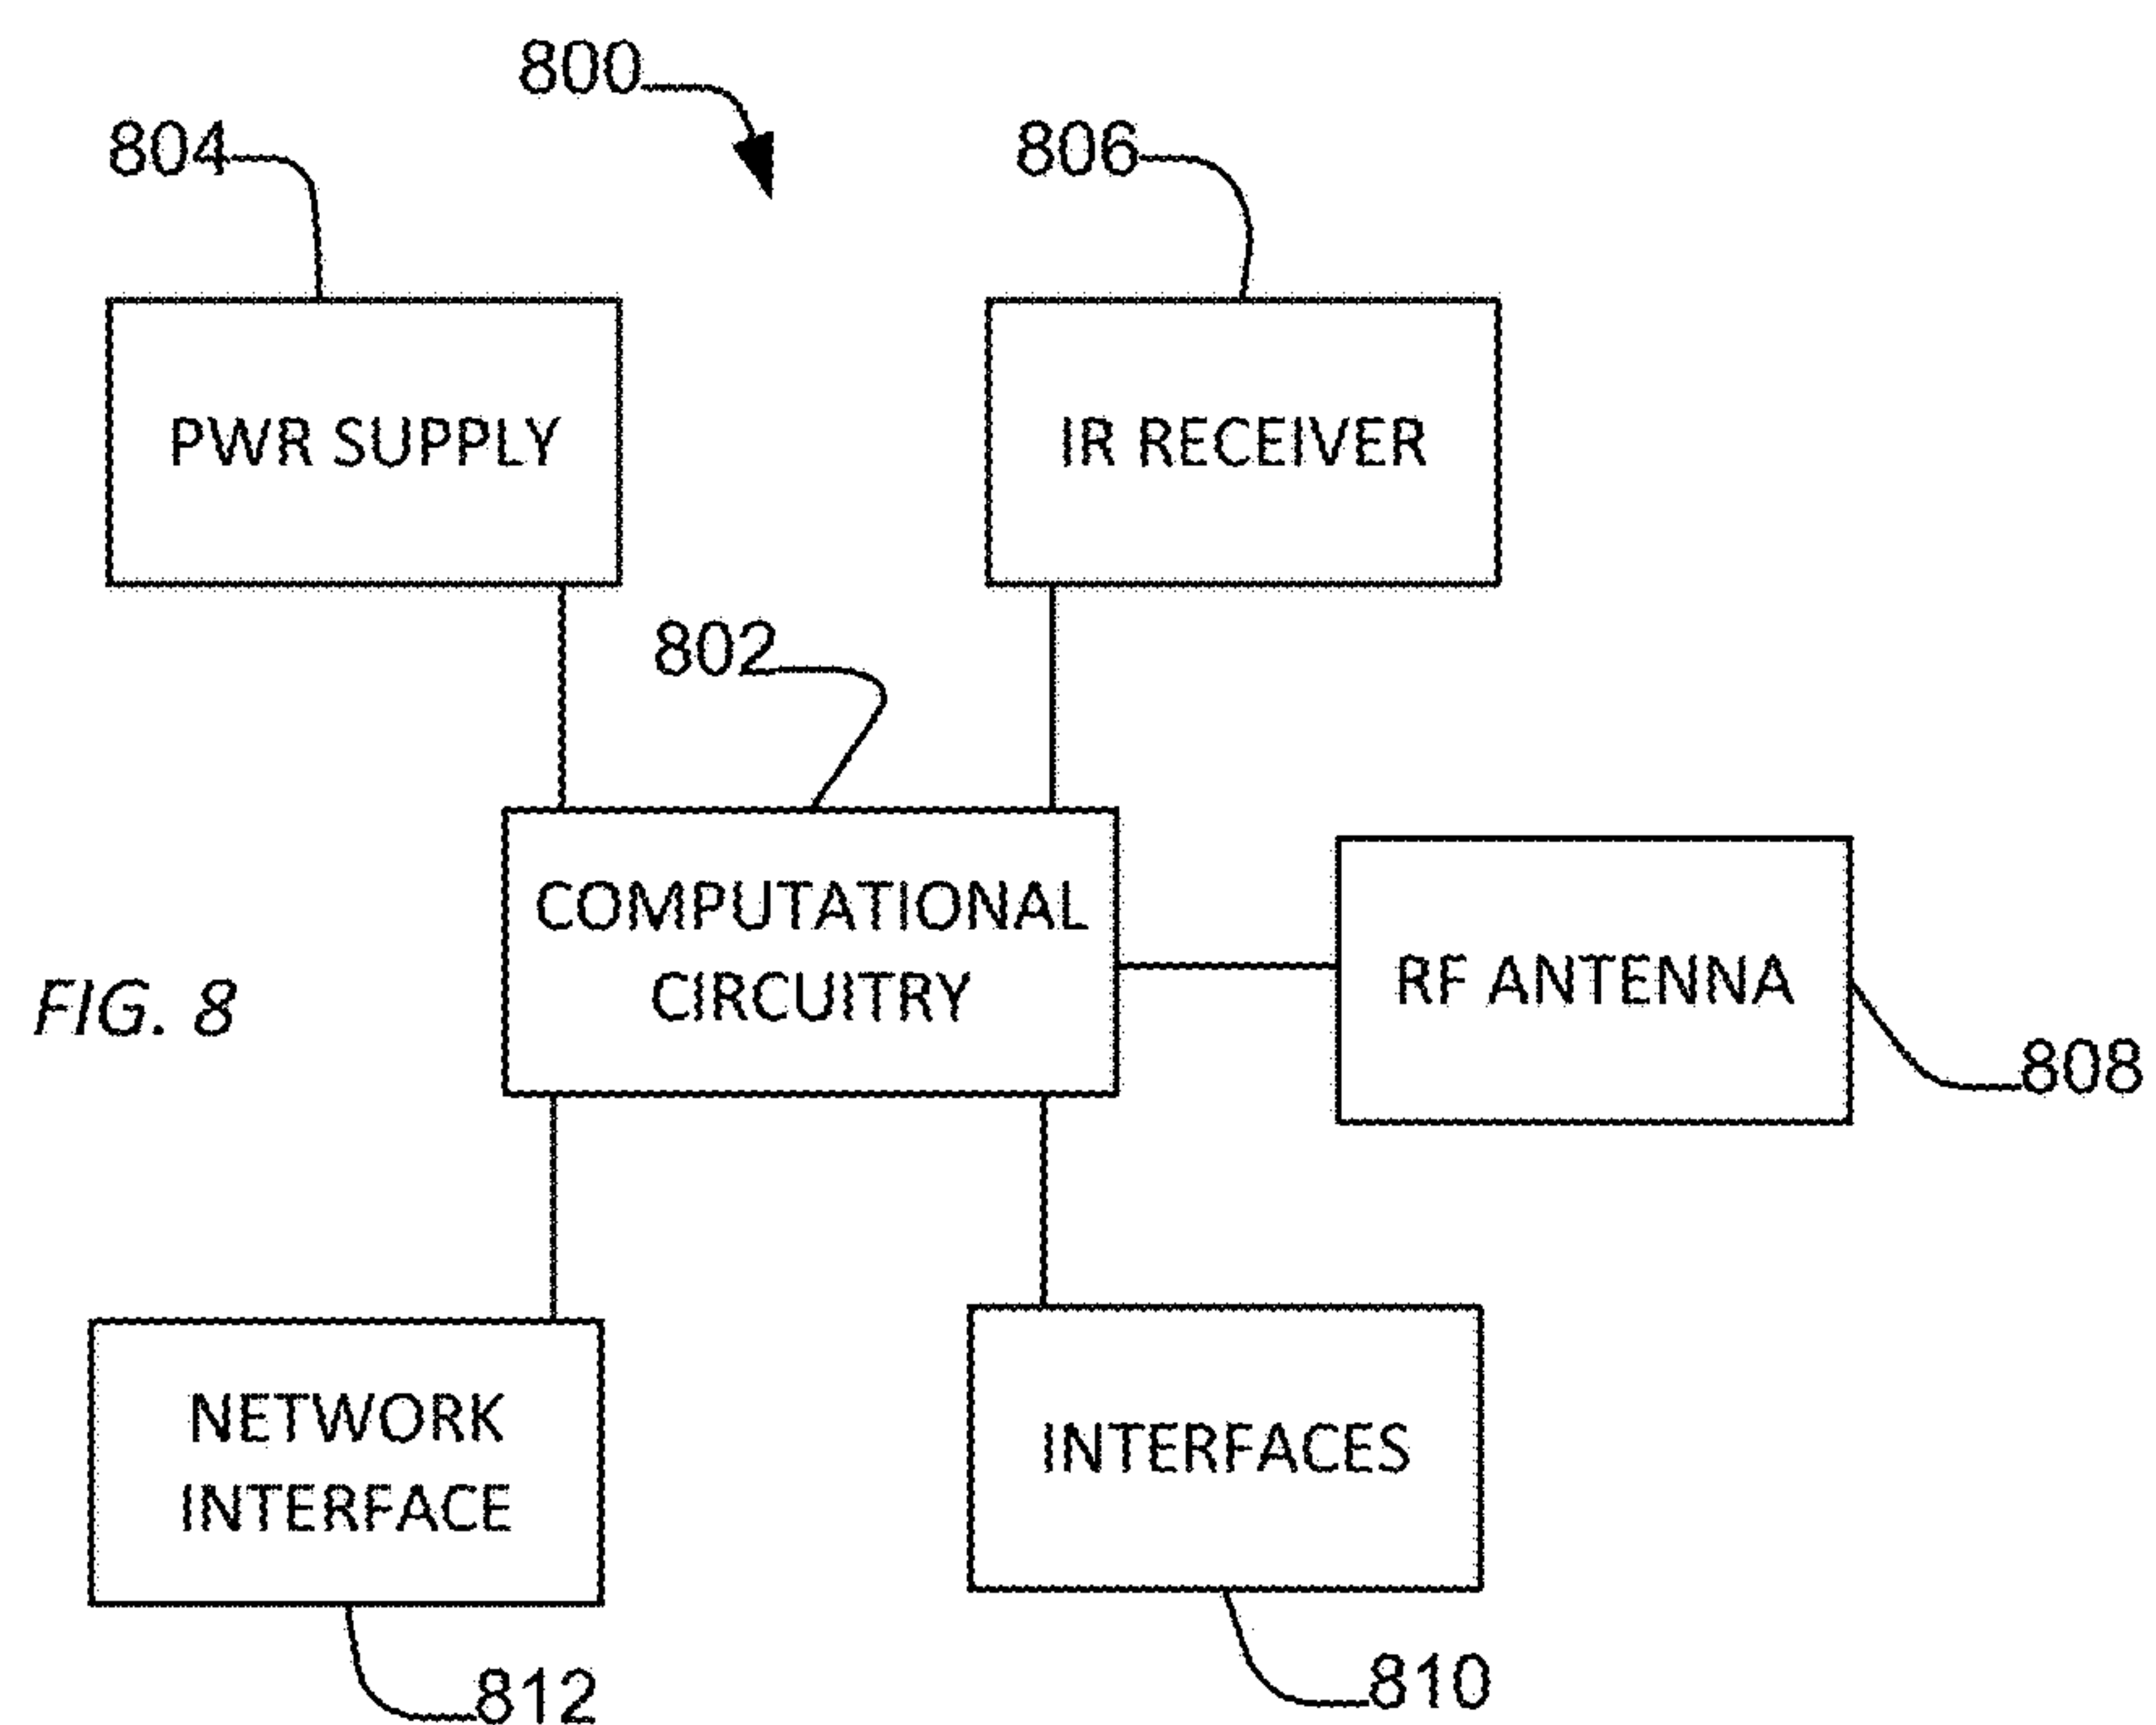 800
804
806
PWR SUPPLY
IR RECEIVER
802
COMPUTATIONAL
CIRCUITRY
RF ANTENNA
FIG. 8
808
NETWORK
INTERFACE
INTERFACES
812
810